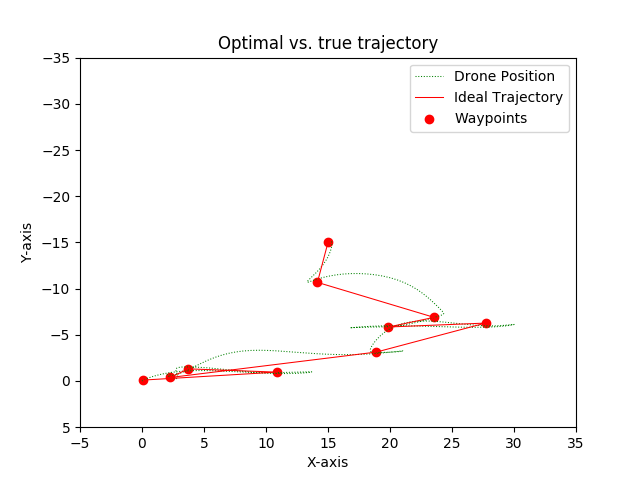 Optimal vs. true trajectory
Drone Position
Ideal Trajectory
Waypoints
Y-axis
−35
−30
−25
−20
−15
−10
−5
0
5
−5 0 5 10 15 20 25 30 35
X-axis